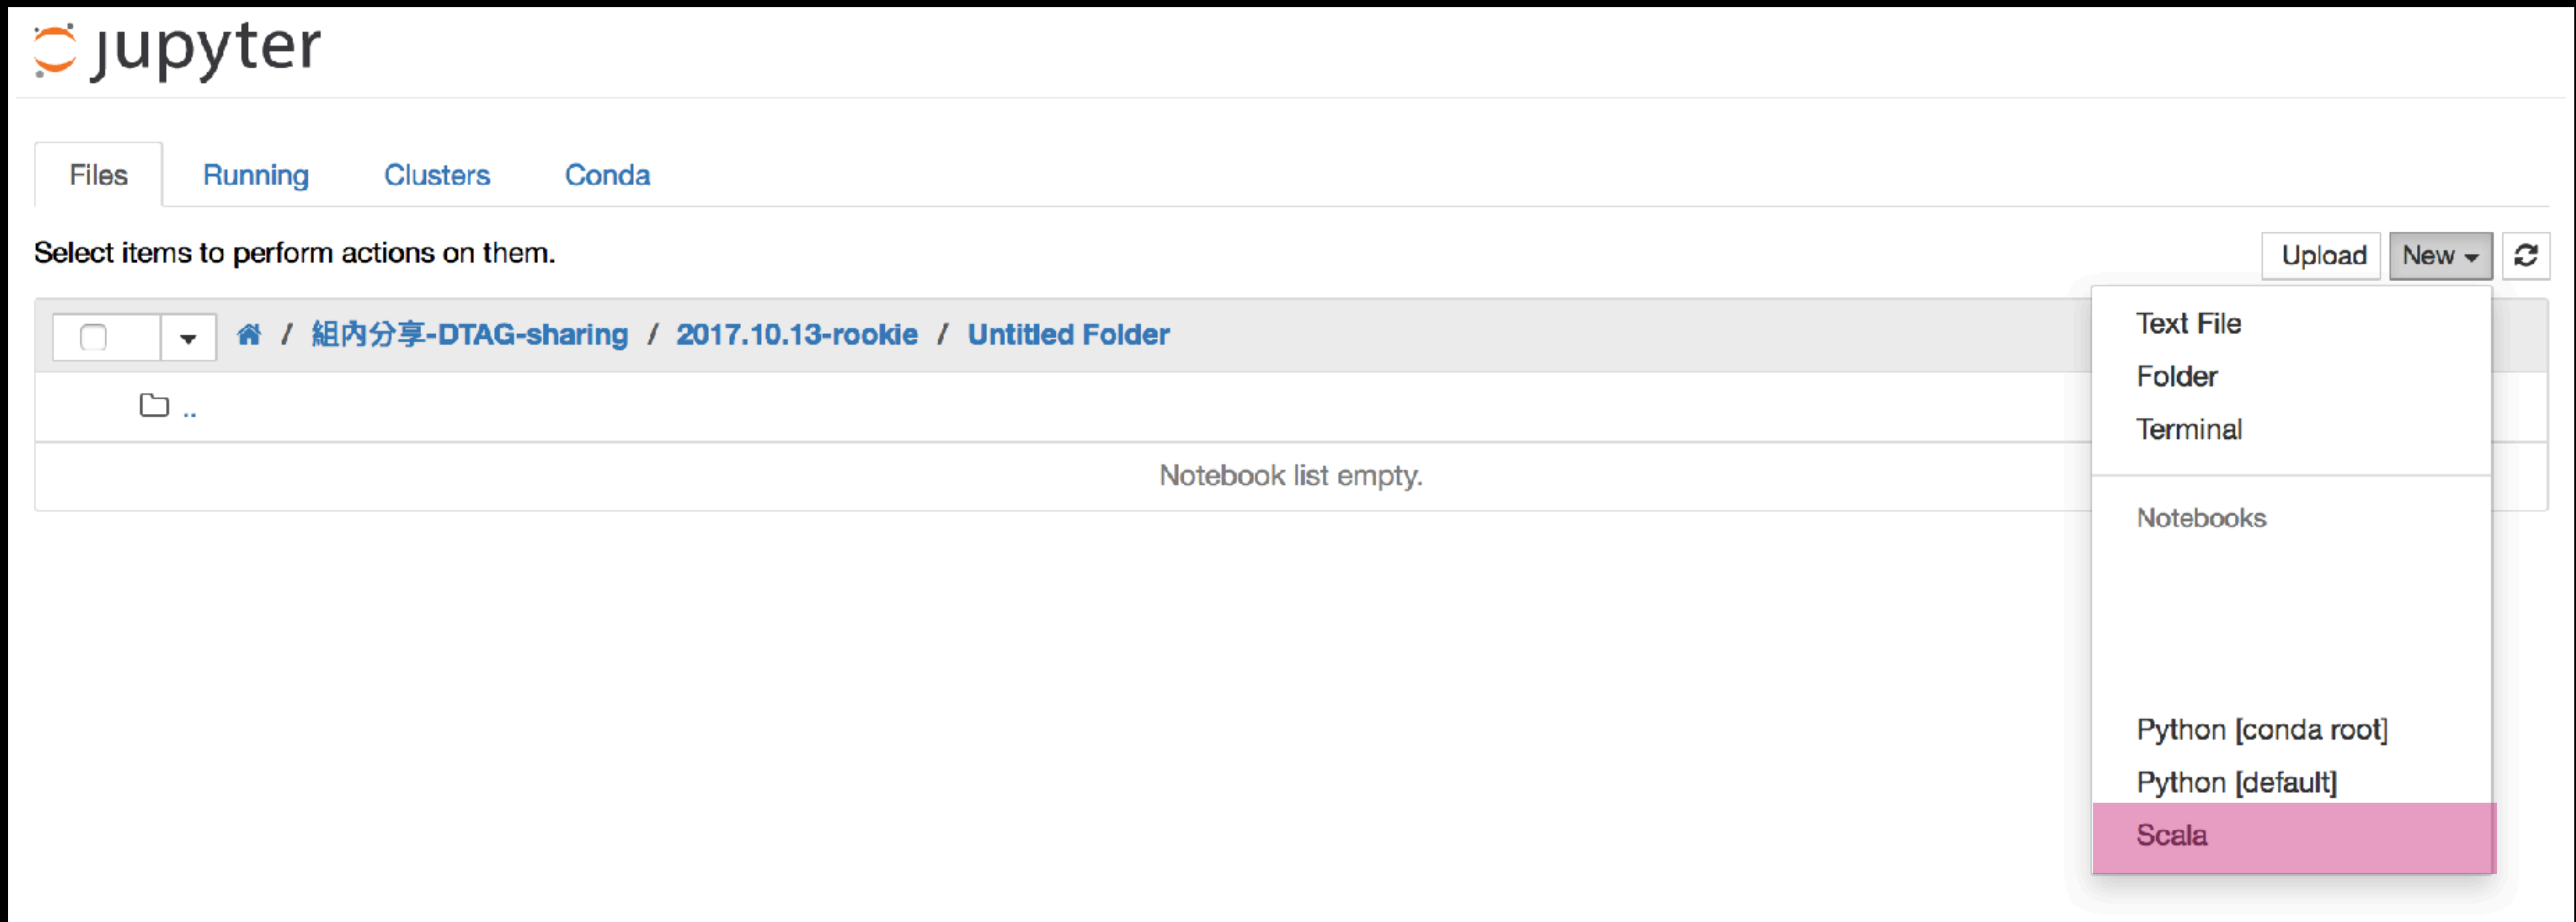 jupyter
Files Running Clusters Conda
Select items to perform actions on them.
Upload New
/ 組內分享-DTAG-sharing / 2017.10.13-rookie / Untitled Folder
..
Notebook list empty.
Text File
Folder
Terminal
Notebooks
Python [conda root]
Python [default]
Scala